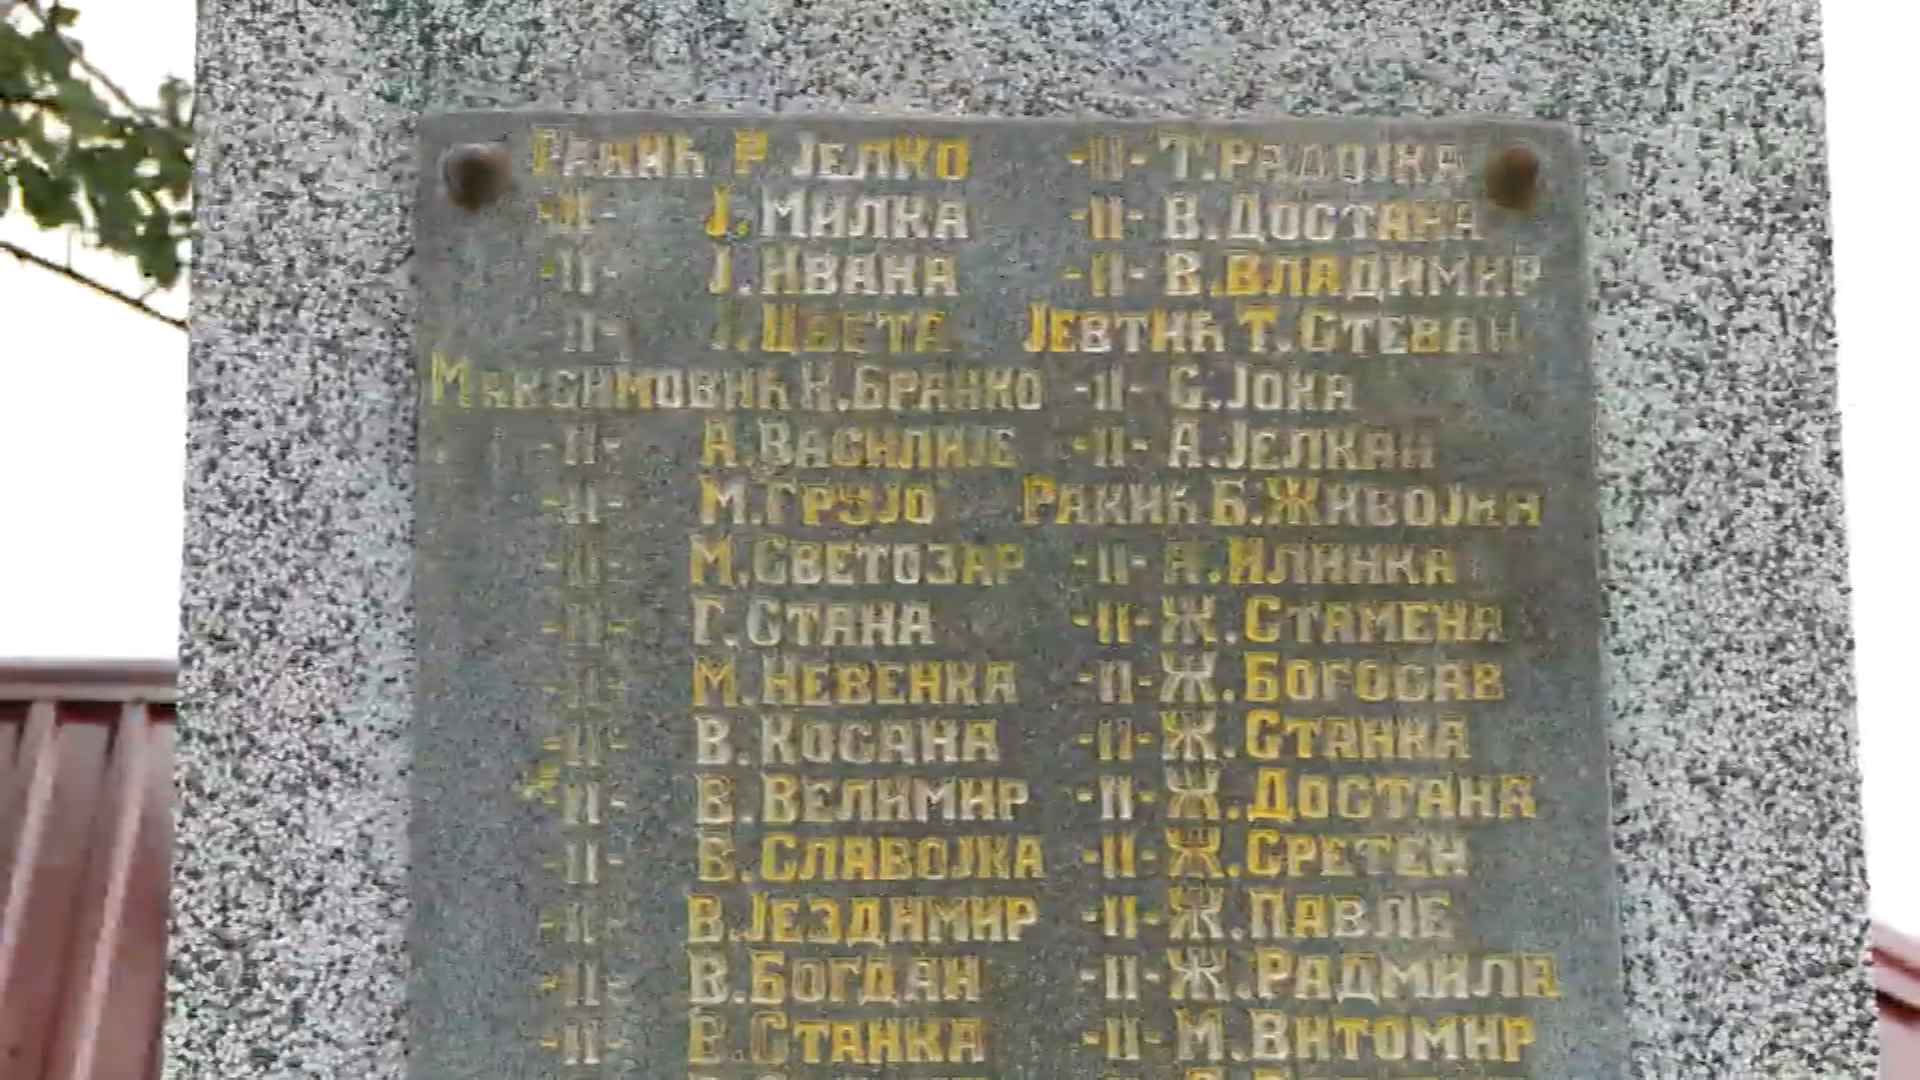 Ракић Р. Јелко -II- Т. Радојка
-II- Ј. Милка -II- В. Достана
-II- Ј. Ивана -II- В. Владимир
-II- Ј. Цвета Јевтић Т. Стеван
Максимовић К. Бранко -II- С. Јока
-II- А. Василије -II- А. Јелкан
-II- М. Грујо Ракић Б. Живојин
-II- М. Светозар -II- А. Илинка
-II- Г. Стана -II- Ж. Стамена
-II- М. Невенка -II- Ж. Богосав
-II- В. Косана -II- Ж. Станка
-II- В. Велимир -II- Ж. Достана
-II- В. Славојка -II- Ж. Сретен
-II- В. Јездимир -II- Ж. Павле
-II- В. Богдан -II- Ж. Радмила
-II- В. Станка -II- М. Витомир